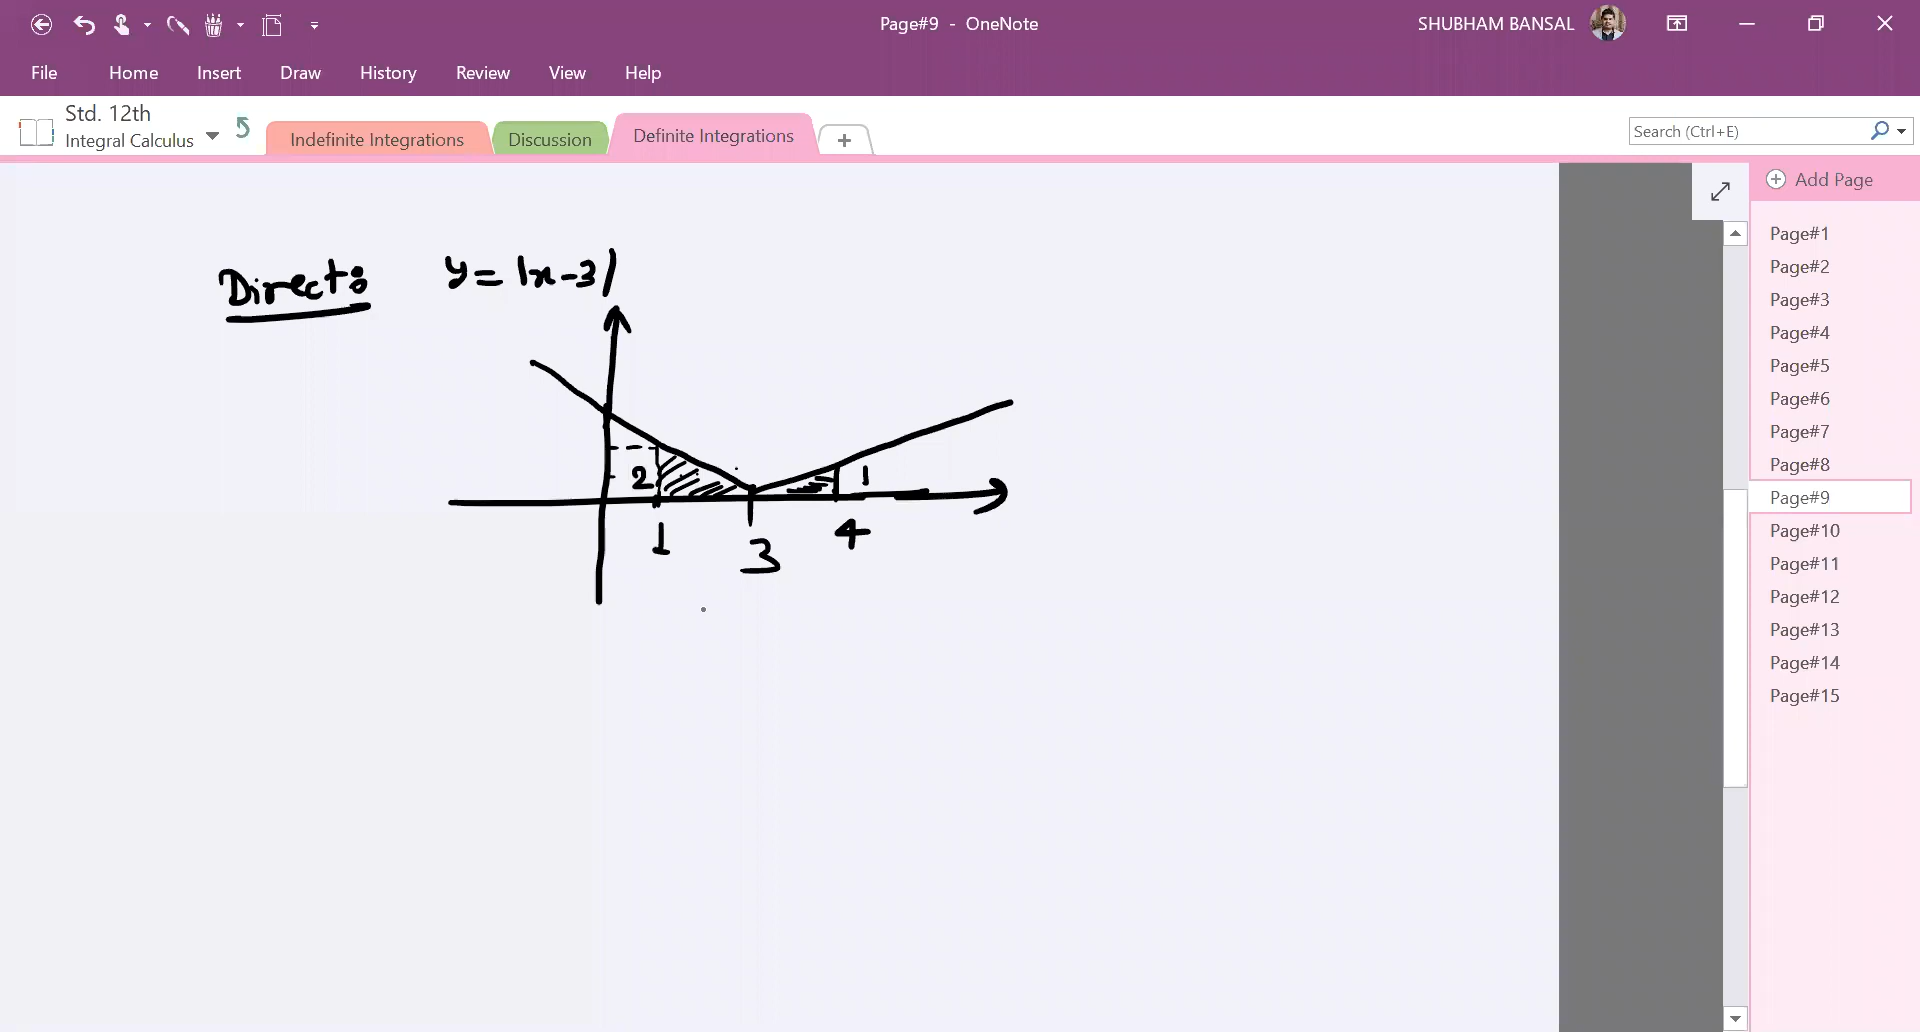 Page#9 - OneNote
SHUBHAM BANSAL
File Home Insert Draw History Review View Help
Std. 12th
Integral Calculus
Indefinite Integrations
Discussion
Definite Integrations
+
Search (Ctrl+E)
Add Page
Page#1
Page#2
Page#3
Page#4
Page#5
Page#6
Page#7
Page#8
Page#9
Page#10
Page#11
Page#12
Page#13
Page#14
Page#15
Direct:
y = |x-3|
2
1
1
3
4